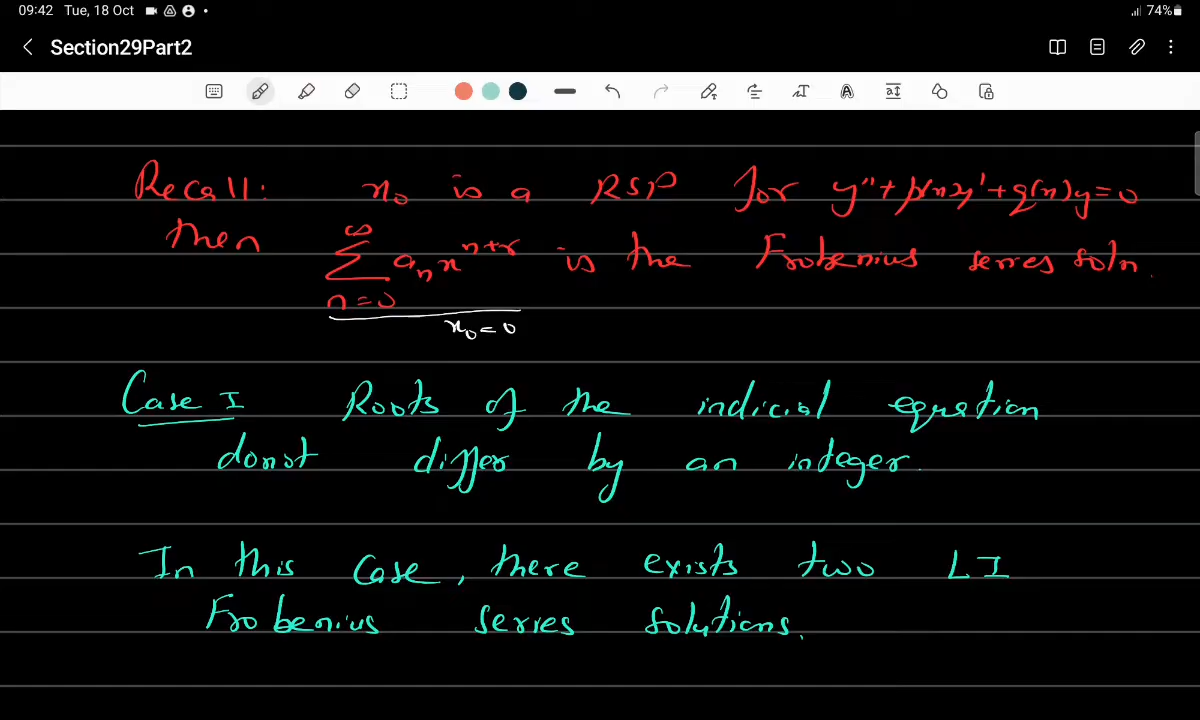 09:42 Tue, 18 Oct
74%
Section29Part2
Recall: x₀ is a RSP for y"+p(x)y'+q(x)y=0
then ∞∑n=0 aₙxⁿ⁺ʳ is the Frobenius series soln.
x₀=0
Case I Roots of the indicial equation
donot differ by an integer.
In this case, there exists two LI
Frobenius series solutions.